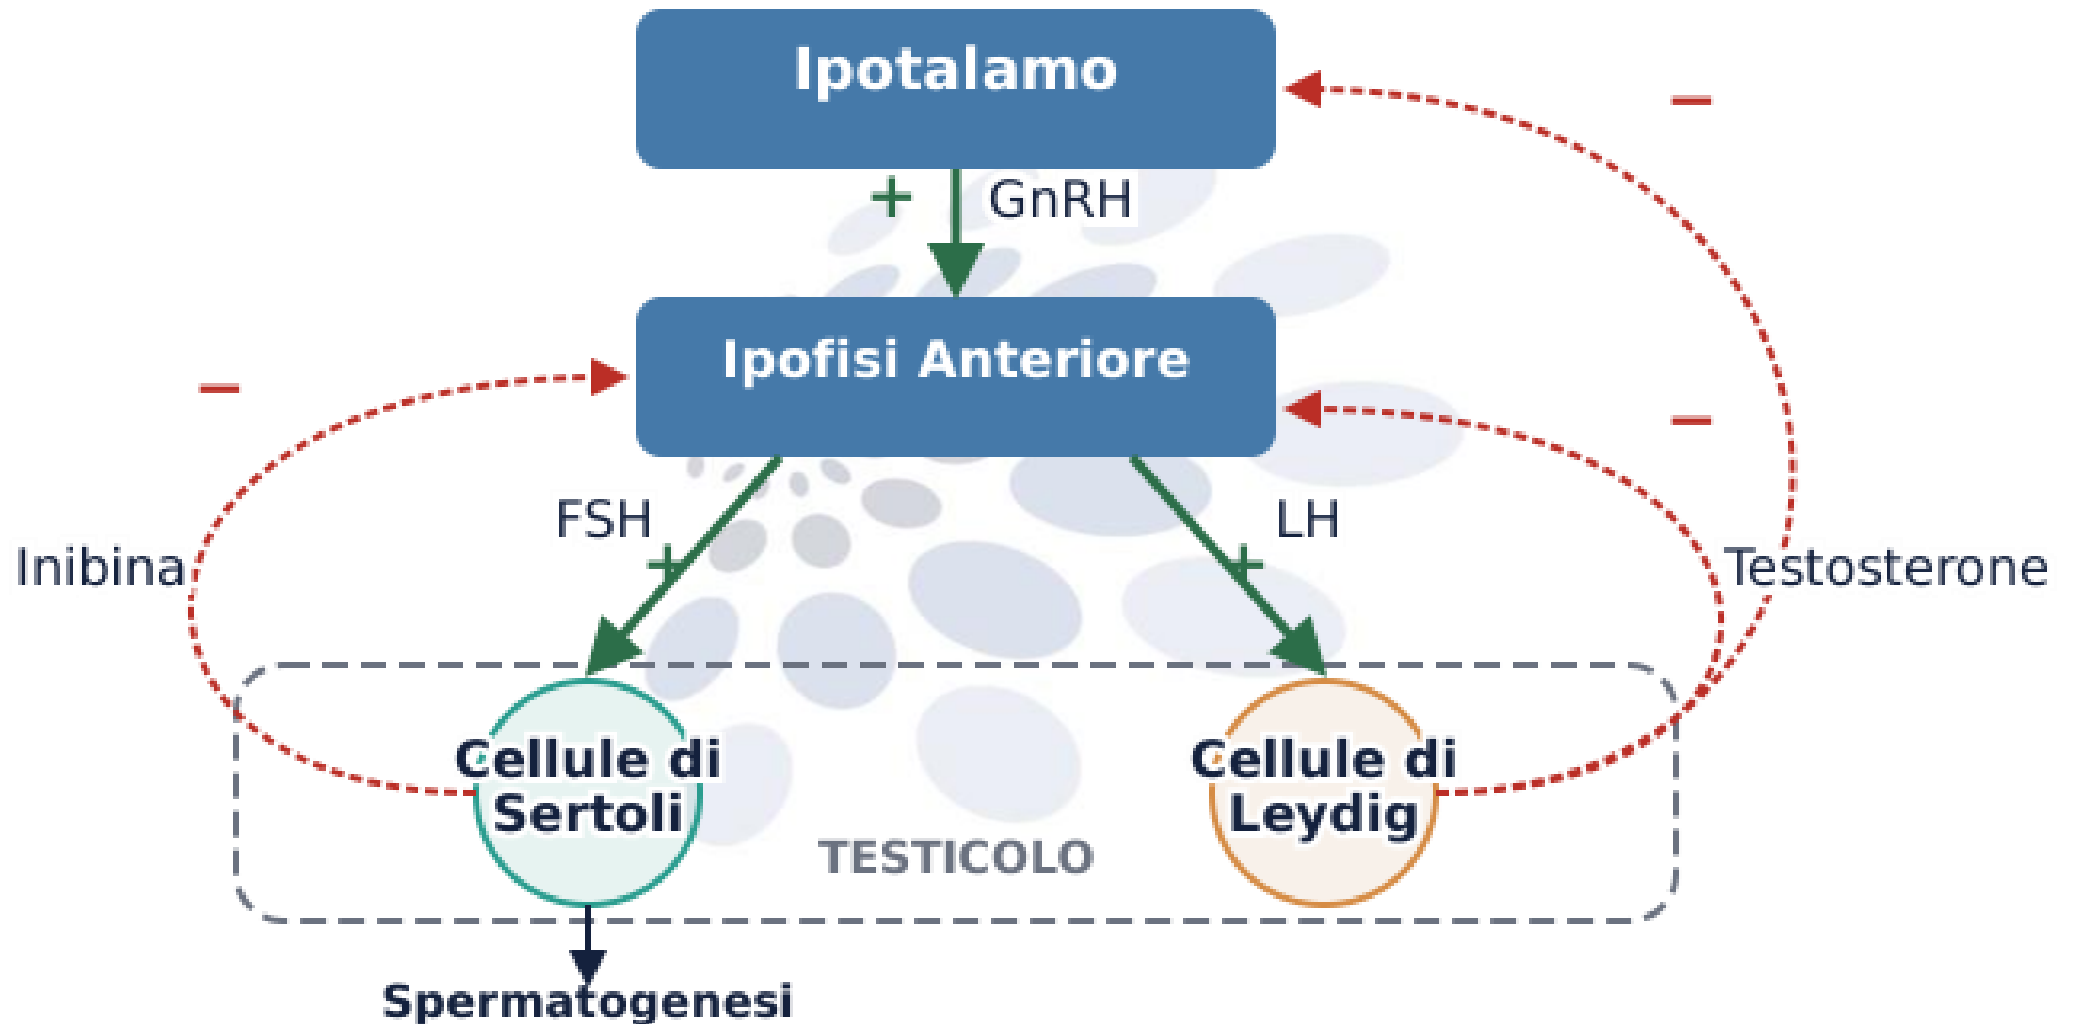 Ipotalamo
−
+ GnRH
Ipofisi Anteriore
−
−
FSH
+
LH
+
Inibina
Testosterone
Cellule di
Sertoli
Cellule di
Leydig
TESTICOLO
Spermatogenesi